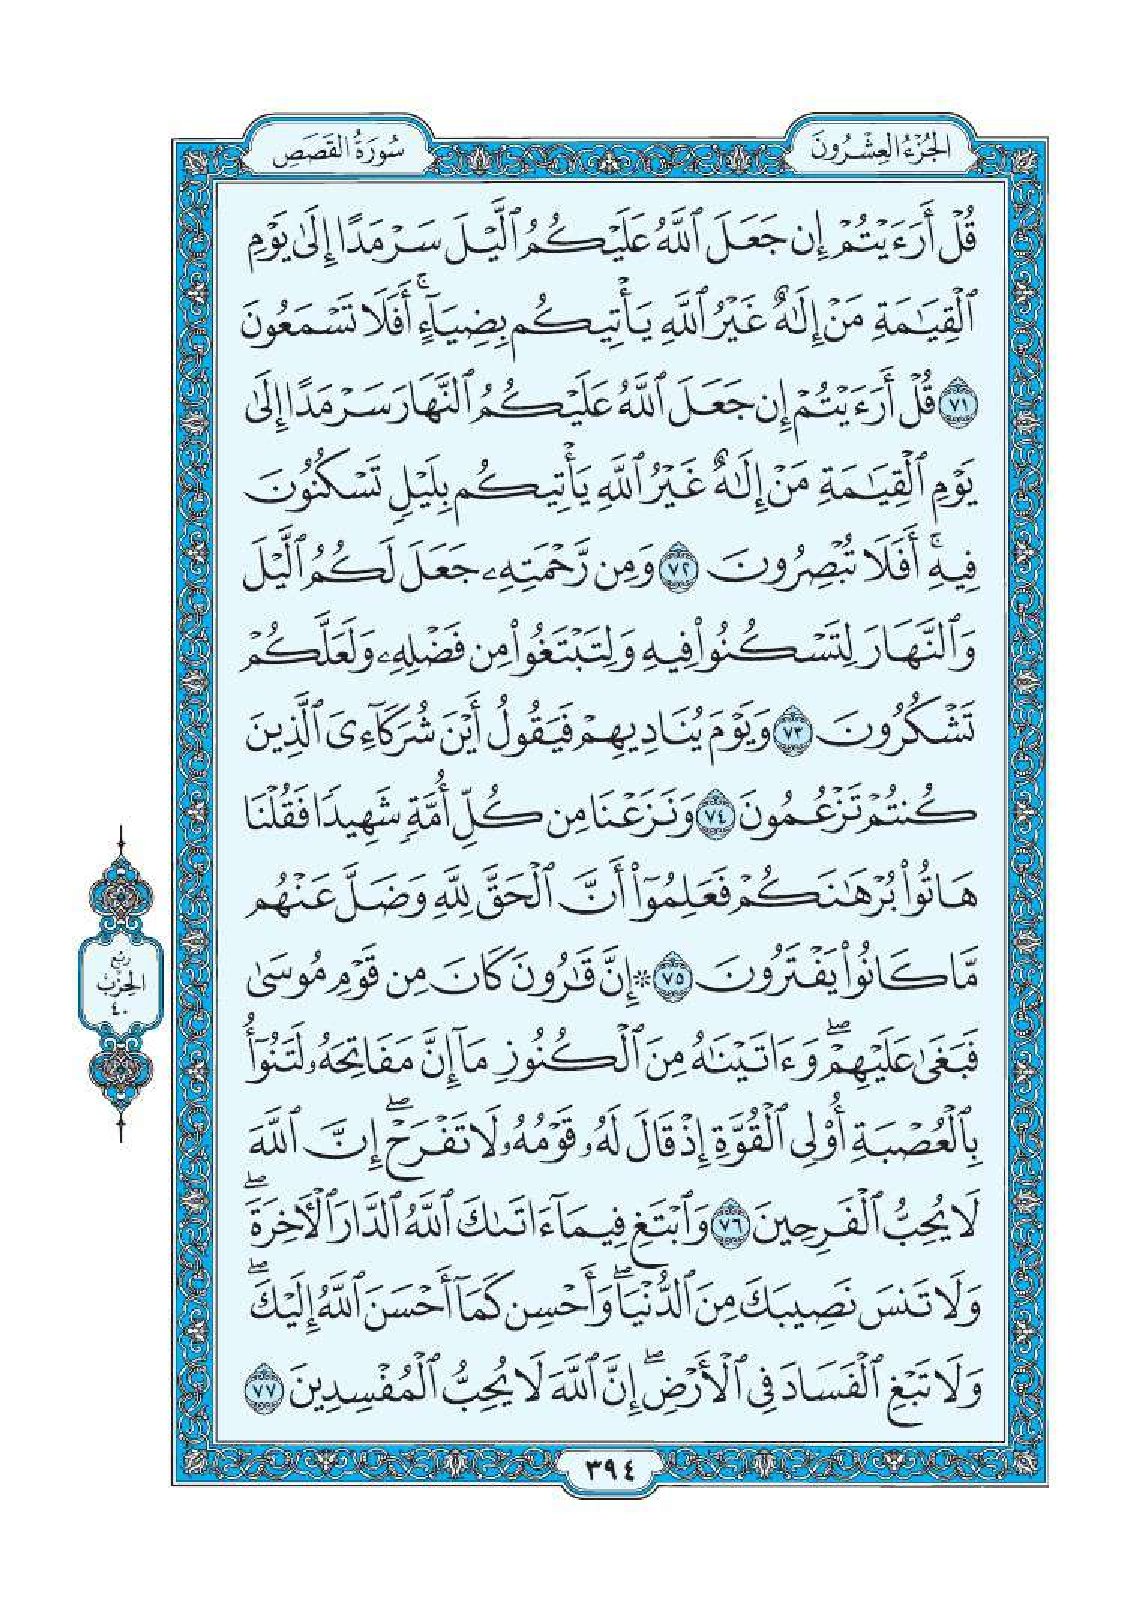 الجُزْءُ العِشْرُونَ
سُورَةُ القَصَصِ
قُلْ أَرَءَيْتُمْ إِن جَعَلَ ٱللَّهُ عَلَيْكُمُ ٱلَّيْلَ سَرْمَدًا إِلَىٰ يَوْمِ
ٱلْقِيَٰمَةِ مَنْ إِلَٰهٌ غَيْرُ ٱللَّهِ يَأْتِيكُم بِضِيَآءٍ ۚ أَفَلَا تَسْمَعُونَ
٧١ قُلْ أَرَءَيْتُمْ إِن جَعَلَ ٱللَّهُ عَلَيْكُمُ ٱلنَّهَارَ سَرْمَدًا إِلَىٰ
يَوْمِ ٱلْقِيَٰمَةِ مَنْ إِلَٰهٌ غَيْرُ ٱللَّهِ يَأْتِيكُم بِلَيْلٍ تَسْكُنُونَ
فِيهِ ۚ أَفَلَا تُبْصِرُونَ ٧٢ وَمِن رَّحْمَتِهِۦ جَعَلَ لَكُمُ ٱلَّيْلَ
وَٱلنَّهَارَ لِتَسْكُنُوا۟ فِيهِ وَلِتَبْتَغُوا۟ مِن فَضْلِهِۦ وَلَعَلَّكُمْ
تَشْكُرُونَ ٧٣ وَيَوْمَ يُنَادِيهِمْ فَيَقُولُ أَيْنَ شُرَكَآءِىَ ٱلَّذِينَ
كُنتُمْ تَزْعُمُونَ ٧٤ وَنَزَعْنَا مِن كُلِّ أُمَّةٍ شَهِيدًا فَقُلْنَا
هَاتُوا۟ بُرْهَٰنَكُمْ فَعَلِمُوٓا۟ أَنَّ ٱلْحَقَّ لِلَّهِ وَضَلَّ عَنْهُم
مَّا كَانُوا۟ يَفْتَرُونَ ٧٥ ۞ إِنَّ قَٰرُونَ كَانَ مِن قَوْمِ مُوسَىٰ
فَبَغَىٰ عَلَيْهِمْ ۖ وَءَاتَيْنَٰهُ مِنَ ٱلْكُنُوزِ مَآ إِنَّ مَفَاتِحَهُۥ لَتَنُوٓأُ
بِٱلْعُصْبَةِ أُو۟لِى ٱلْقُوَّةِ إِذْ قَالَ لَهُۥ قَوْمُهُۥ لَا تَفْرَحْ ۖ إِنَّ ٱللَّهَ
لَا يُحِبُّ ٱلْفَرِحِينَ ٧٦ وَٱبْتَغِ فِيمَآ ءَاتَىٰكَ ٱللَّهُ ٱلدَّارَ ٱلْأَخِرَةَ ۖ
وَلَا تَنسَ نَصِيبَكَ مِنَ ٱلدُّنْيَا ۖ وَأَحْسِن كَمَآ أَحْسَنَ ٱللَّهُ إِلَيْكَ ۖ
وَلَا تَبْغِ ٱلْفَسَادَ فِى ٱلْأَرْضِ ۖ إِنَّ ٱللَّهَ لَا يُحِبُّ ٱلْمُفْسِدِينَ ٧٧
رُبْعُ
الحِزْبِ
٤٠
٣٩٤